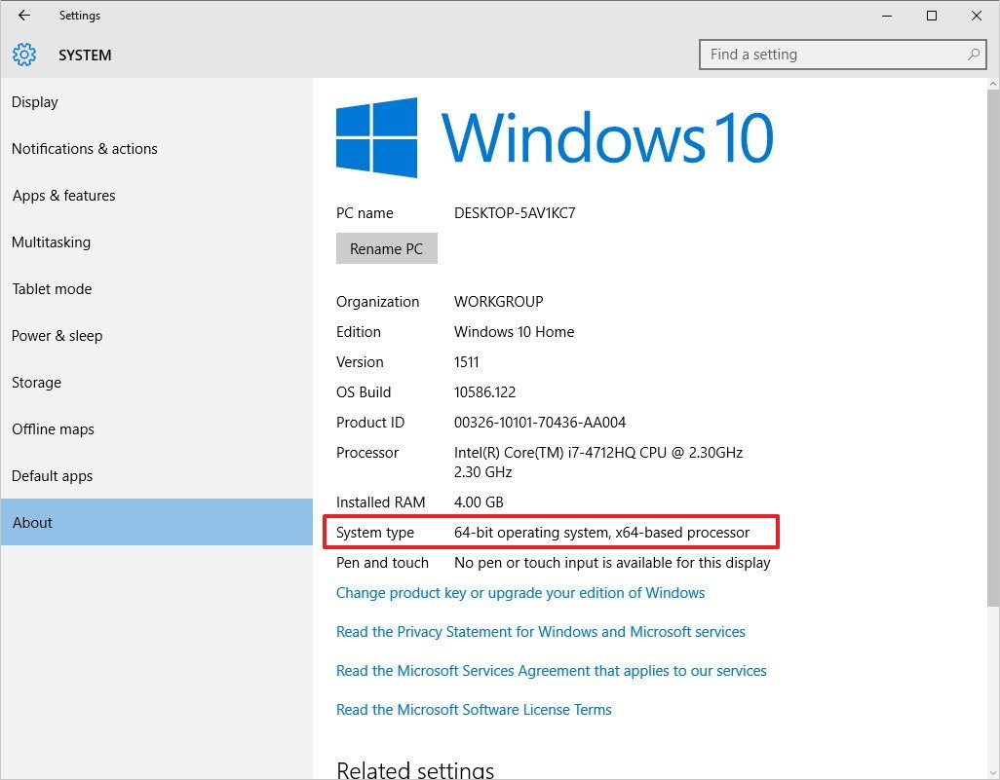 Settings
SYSTEM
Find a setting
Display
Notifications & actions
Apps & features
Multitasking
Tablet mode
Power & sleep
Storage
Offline maps
Default apps
About
Windows 10
PC name DESKTOP-5AV1KC7
Rename PC
Organization WORKGROUP
Edition Windows 10 Home
Version 1511
OS Build 10586.122
Product ID 00326-10101-70436-AA004
Processor Intel(R) Core(TM) i7-4712HQ CPU @ 2.30GHz
2.30 GHz
Installed RAM 4.00 GB
System type 64-bit operating system, x64-based processor
Pen and touch No pen or touch input is available for this display
Change product key or upgrade your edition of Windows
Read the Privacy Statement for Windows and Microsoft services
Read the Microsoft Services Agreement that applies to our services
Read the Microsoft Software License Terms
Related settings